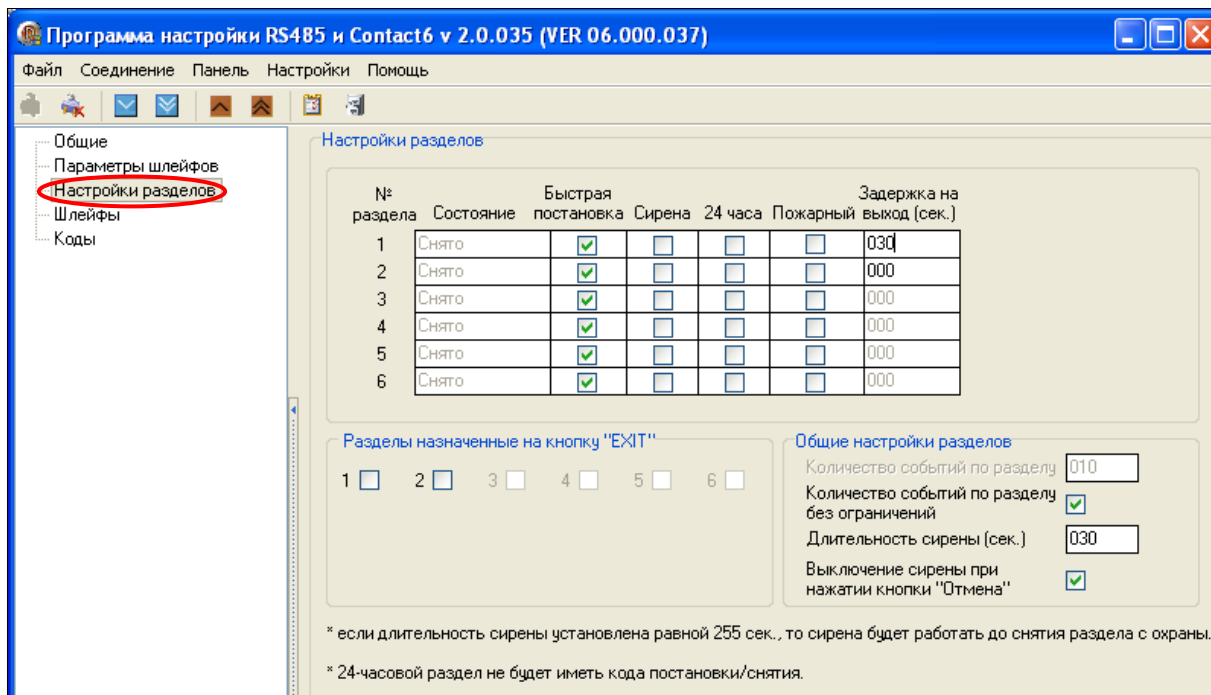 Программа настройки RS485 и Contact6 v 2.0.035 (VER 06.000.037)
Файл Соединение Панель Настройки Помощь
Общие
Параметры шлейфов
Настройки разделов
Шлейфы
Коды
Настройки разделов
№ раздела Состояние Быстрая постановка Сирена 24 часа Пожарный Задержка на выход (сек.)
1 Снято 030
2 Снято 000
3 Снято 000
4 Снято 000
5 Снято 000
6 Снято 000
Разделы назначенные на кнопку "EXIT"
1 2 3 4 5 6
Общие настройки разделов
Количество событий по разделу 010
Количество событий по разделу
без ограничений
Длительность сирены (сек.) 030
Выключение сирены при
нажатии кнопки "Отмена"
* если длительность сирены установлена равной 255 сек., то сирена будет работать до снятия раздела с охраны.
* 24-часовой раздел не будет иметь кода постановки/снятия.